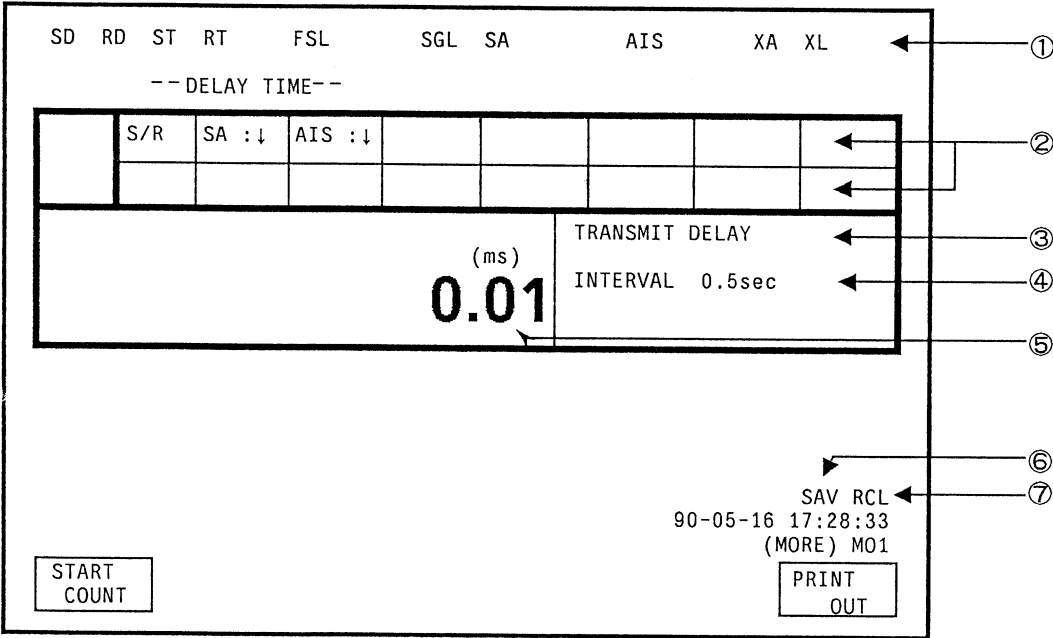 SD RD ST RT FSL SGL SA AIS XA XL ①
--DELAY TIME--
S/R SA :↓ AIS :↓ ②
TRANSMIT DELAY ③
(ms)
INTERVAL 0.5sec ④
0.01
⑤
⑥
SAV RCL ⑦
90-05-16 17:28:33
(MORE) MO1
START
COUNT
PRINT
OUT